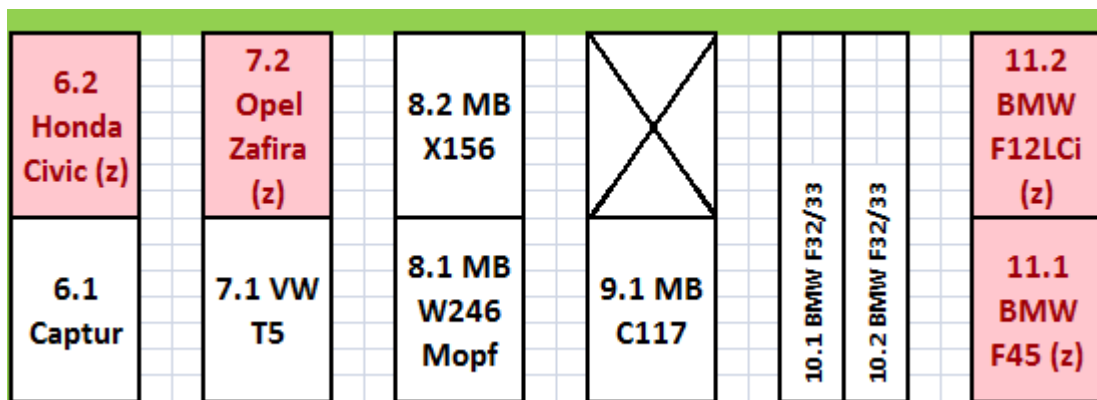 6.2
Honda
Civic (z)
7.2
Opel
Zafira
(z)
8.2 MB
X156
11.2
BMW
F12LCi
(z)
6.1
Captur
7.1 VW
T5
8.1 MB
W246
Mopf
9.1 MB
C117
10.1 BMW F32/33
10.2 BMW F32/33
11.1
BMW
F45 (z)